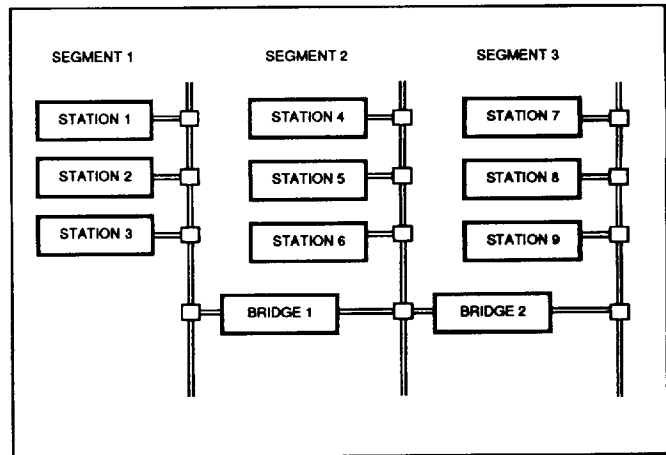 SEGMENT 1 SEGMENT 2 SEGMENT 3
STATION 1 STATION 4 STATION 7
STATION 2 STATION 5 STATION 8
STATION 3 STATION 6 STATION 9
BRIDGE 1 BRIDGE 2